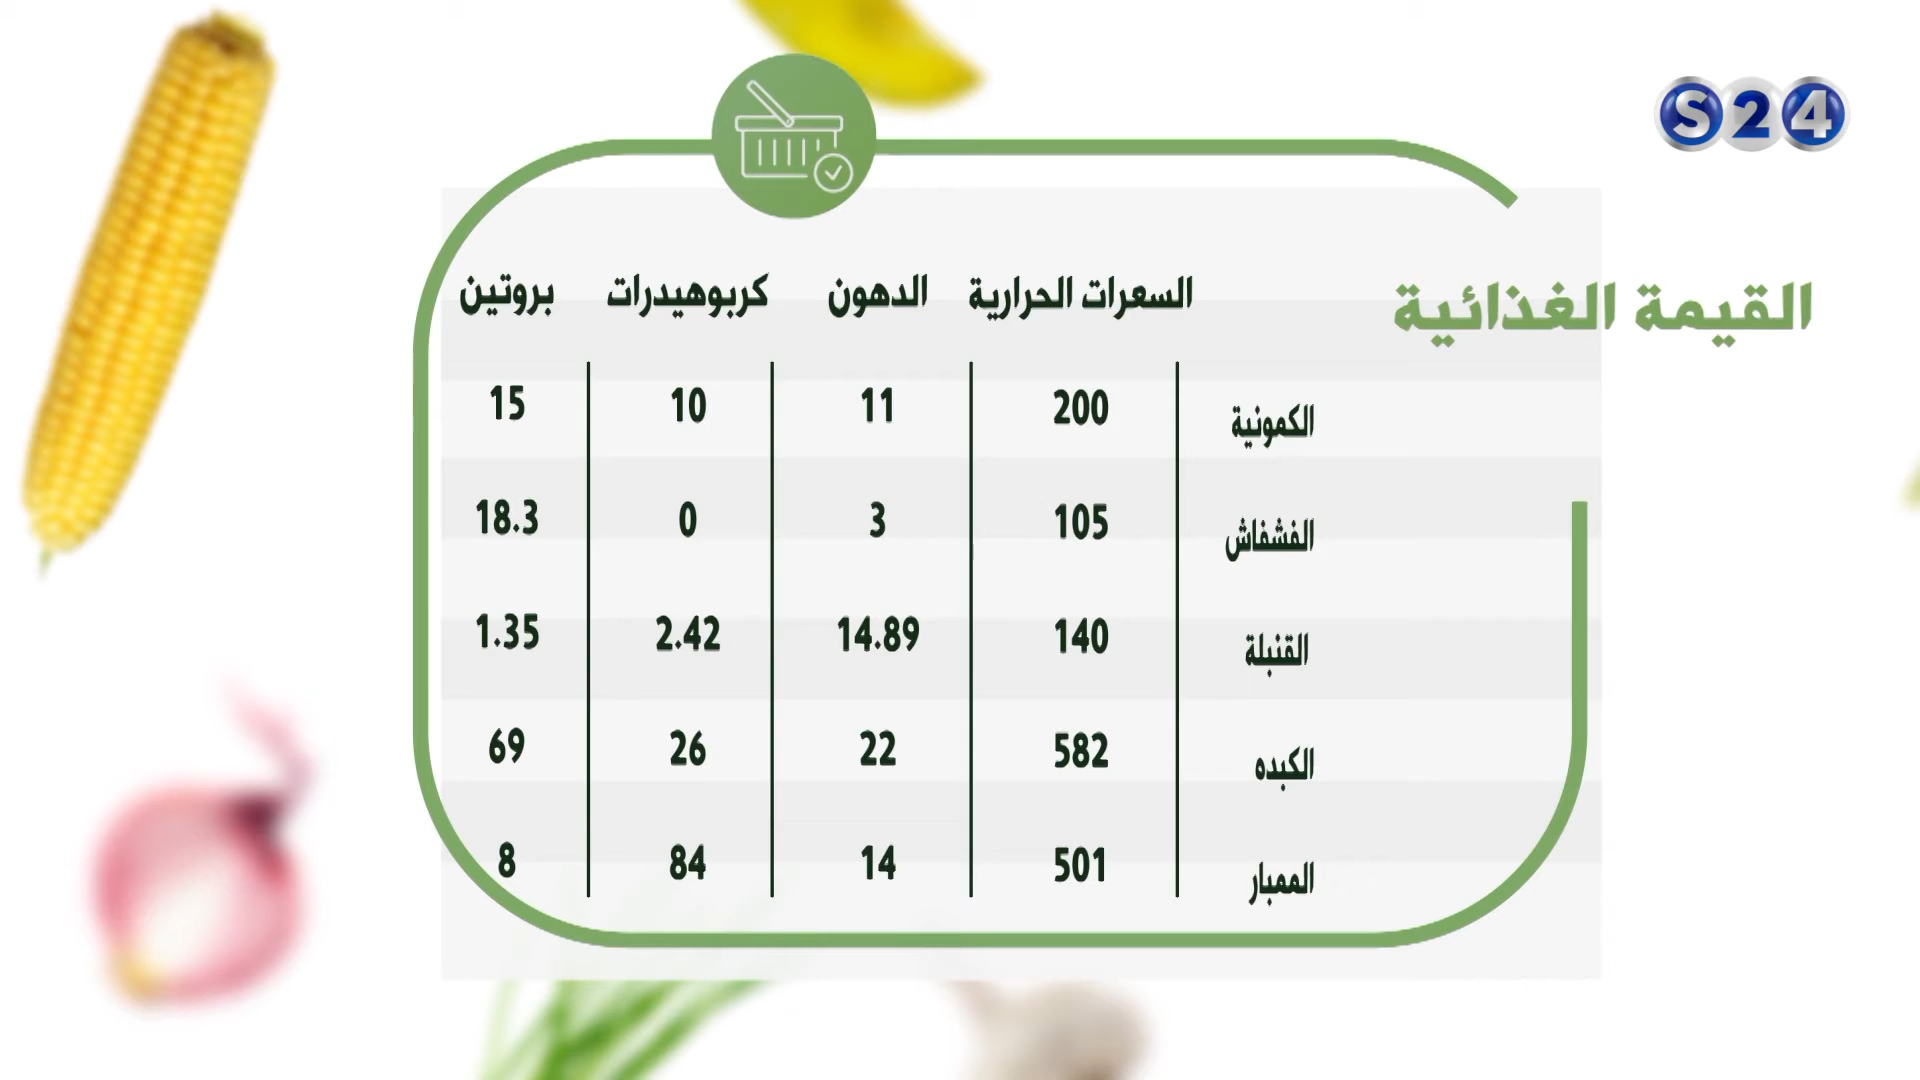 S24
القيمة الغذائية
السعرات الحرارية الدهون كربوهيدرات بروتين
الكمونية 200 11 10 15
الفشفاش 105 3 0 18.3
القنبلة 140 14.89 2.42 1.35
الكبده 582 22 26 69
الممبار 501 14 84 8